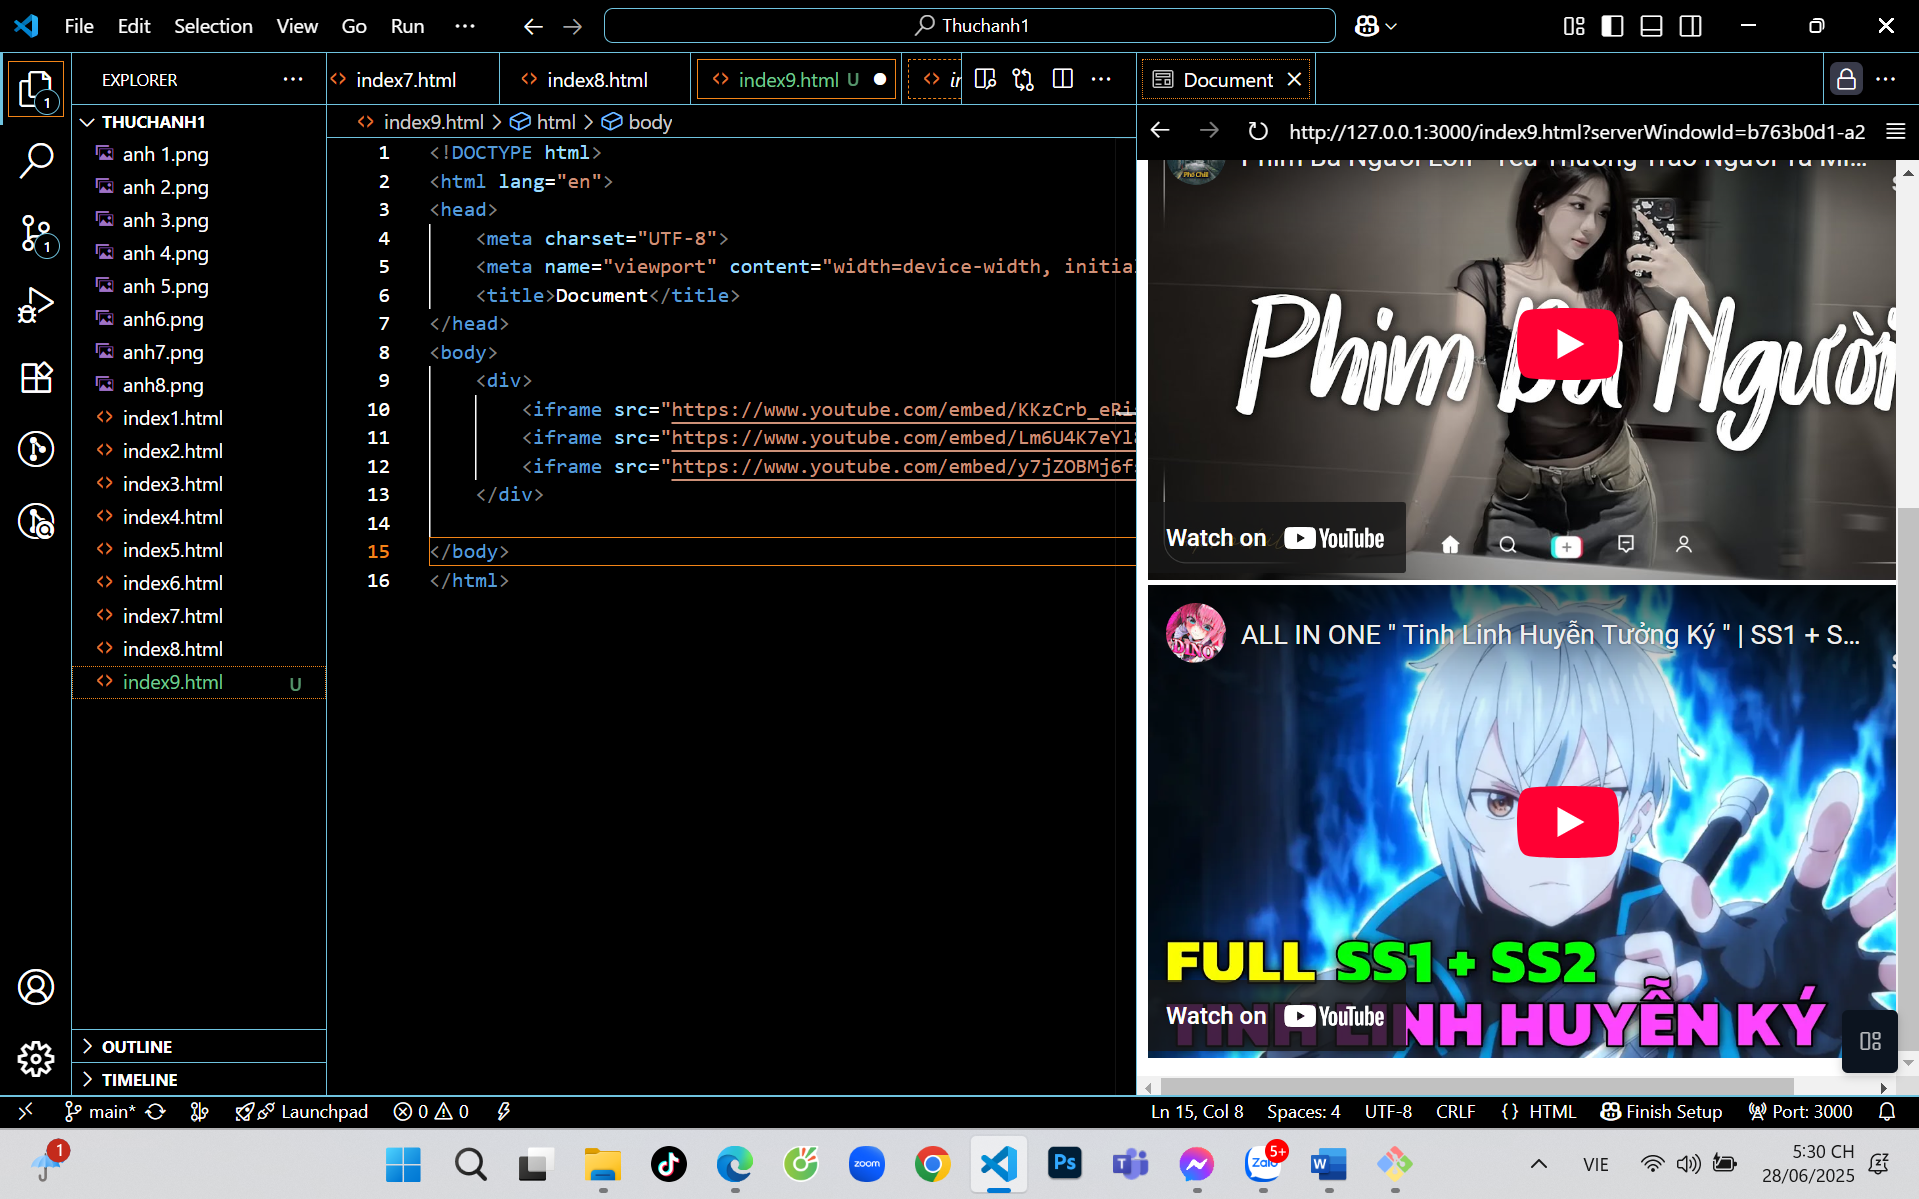 File Edit Selection View Go Run ··· Thuchanh1
EXPLORER ···
index7.html index8.html index9.html U
Document
THUCHANH1
index9.html > html > body
http://127.0.0.1:3000/index9.html?serverWindowId=b763b0d1-a2
anh 1.png
anh 2.png
anh 3.png
anh 4.png
anh 5.png
anh6.png
anh7.png
anh8.png
index1.html
index2.html
index3.html
index4.html
index5.html
index6.html
index7.html
index8.html
index9.html U
OUTLINE
TIMELINE
1 <!DOCTYPE html>
2 <html lang="en">
3 <head>
4 <meta charset="UTF-8">
5 <meta name="viewport" content="width=device-width, initia
6 <title>Document</title>
7 </head>
8 <body>
9 <div>
10 <iframe src="https://www.youtube.com/embed/KKzCrb_eRi
11 <iframe src="https://www.youtube.com/embed/Lm6U4K7eYl
12 <iframe src="https://www.youtube.com/embed/y7jZOBMj6f
13 </div>
14
15 </body>
16 </html>
Phố Chill
Phim Ba Người
Watch on YouTube
DINO
ALL IN ONE " Tinh Linh Huyễn Tưởng Ký " | SS1 + S...
FULL SS1 + SS2
TINH LINH HUYỄN KÝ
Watch on YouTube
main* Launchpad 0 0 Ln 15, Col 8 Spaces: 4 UTF-8 CRLF {} HTML Finish Setup Port: 3000
1
zoom
Ps
Zalo
5+
W
VIE
5:30 CH
28/06/2025